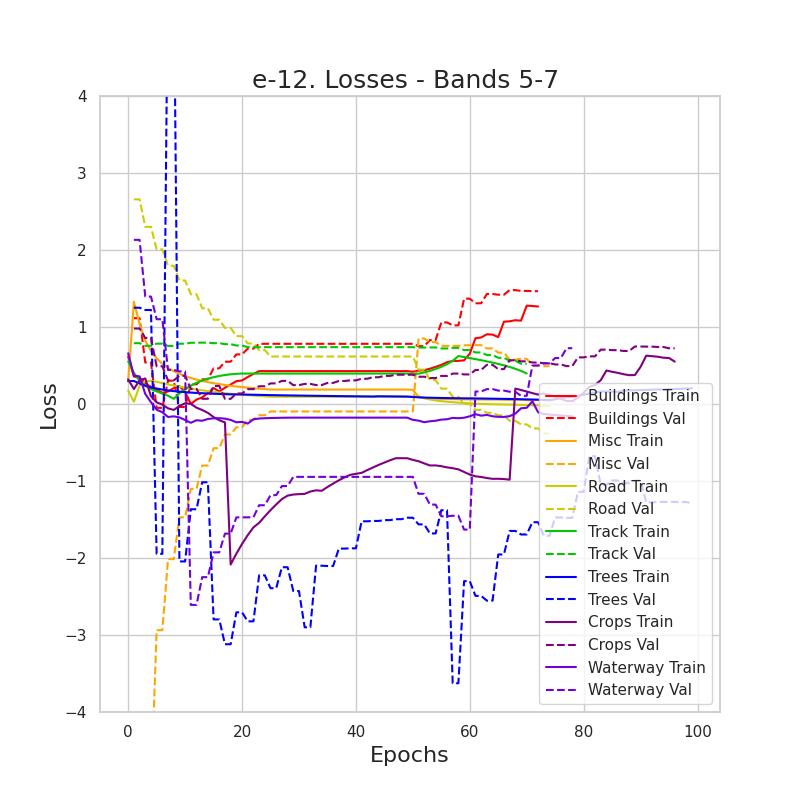 e-12. Losses - Bands 5-7
4
3
2
1
0
−1
−2
−3
−4
Loss
0 20 40 60 80 100
Epochs
Buildings Train
Buildings Val
Misc Train
Misc Val
Road Train
Road Val
Track Train
Track Val
Trees Train
Trees Val
Crops Train
Crops Val
Waterway Train
Waterway Val